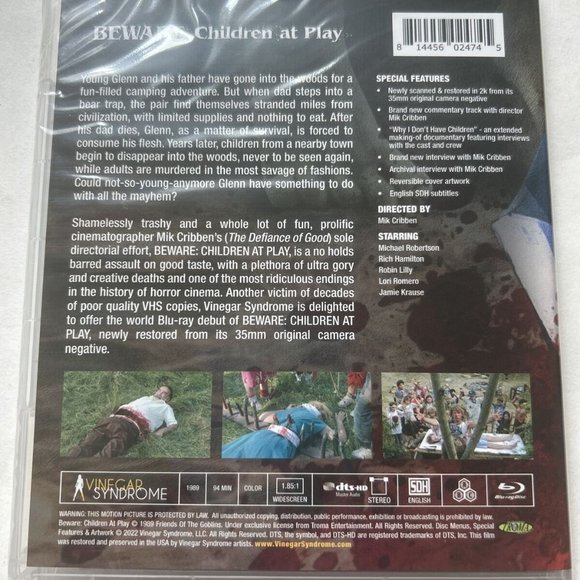 BEWARE: Children at Play
8 14456 02474 5
Young Glenn and his father have gone into the woods for a
fun-filled camping adventure. But when dad steps into a
bear trap, the pair find themselves stranded miles from
civilization, with limited supplies and nothing to eat. After
his dad dies, Glenn, as a matter of survival, is forced to
consume his flesh. Years later, children from a nearby town
begin to disappear into the woods, never to be seen again,
while adults are murdered in the most savage of fashions.
Could not-so-young-anymore Glenn have something to do
with all the mayhem?
Shamelessly trashy and a whole lot of fun, prolific
cinematographer Mik Cribben's (The Defiance of Good) sole
directorial effort, BEWARE: CHILDREN AT PLAY, is a no holds
barred assault on good taste, with a plethora of ultra gory
and creative deaths and one of the most ridiculous endings
in the history of horror cinema. Another victim of decades
of poor quality VHS copies, Vinegar Syndrome is delighted
to offer the world Blu-ray debut of BEWARE: CHILDREN AT
PLAY, newly restored from its 35mm original camera
negative.
SPECIAL FEATURES
• Newly scanned & restored in 2k from its
35mm original camera negative
• Brand new commentary track with director
Mik Cribben
• "Why I Don't Have Children" - an extended
making-of documentary featuring interviews
with the cast and crew
• Brand new interview with Mik Cribben
• Archival interview with Mik Cribben
• Reversible cover artwork
• English SDH subtitles
DIRECTED BY
Mik Cribben
STARRING
Michael Robertson
Rich Hamilton
Robin Lilly
Lori Romero
Jamie Krause
VINEGAR
SYNDROME
1989
94 MIN
COLOR
1.85:1
WIDESCREEN
dts-HD
Master Audio
STEREO
SDH
ENGLISH
ABC
Blu-ray Disc
WARNING: THIS MOTION PICTURE IS PROTECTED BY LAW. All unauthorized copying, distribution, public performance, exhibition or broadcasting is prohibited by law.
Beware: Children At Play © 1989 Friends Of The Goblins. Under exclusive license from Troma Entertainment. All Rights Reserved. Disc Menus, Special
Features & Artwork © 2022 Vinegar Syndrome, LLC. All Rights Reserved. DTS, the symbol, and DTS-HD are registered trademarks of DTS, Inc. This film
was restored and preserved in the USA by Vinegar Syndrome artists. www.VinegarSyndrome.com
TROMA